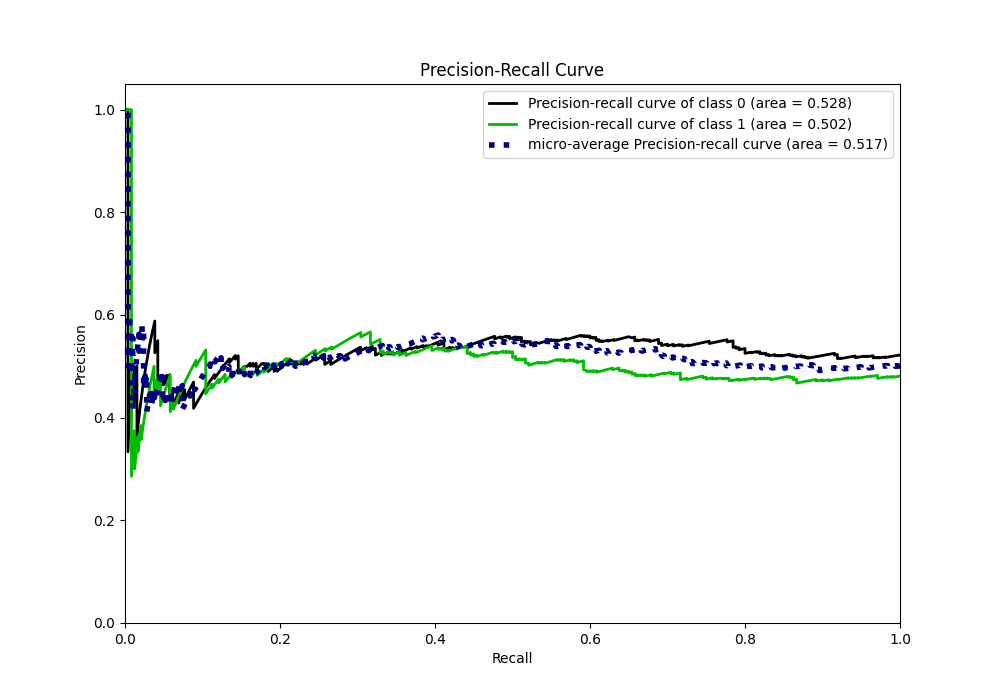 Precision-Recall Curve
Precision-recall curve of class 0 (area = 0.528)
Precision-recall curve of class 1 (area = 0.502)
micro-average Precision-recall curve (area = 0.517)
Precision
1.0
0.8
0.6
0.4
0.2
0.0
0.0 0.2 0.4 0.6 0.8 1.0
Recall